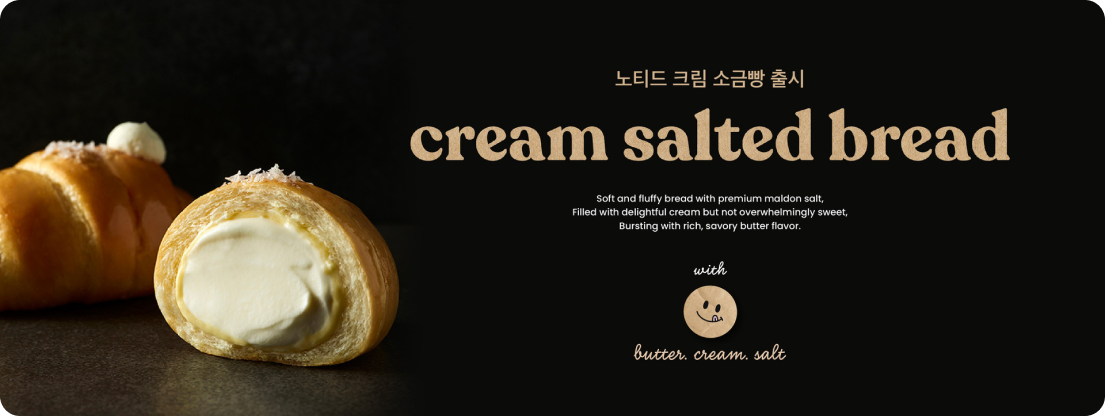 노티드 크림 소금빵 출시
cream salted bread
Soft and fluffy bread with premium maldon salt,
Filled with delightful cream but not overwhelmingly sweet,
Bursting with rich, savory butter flavor.
with
butter. cream. salt